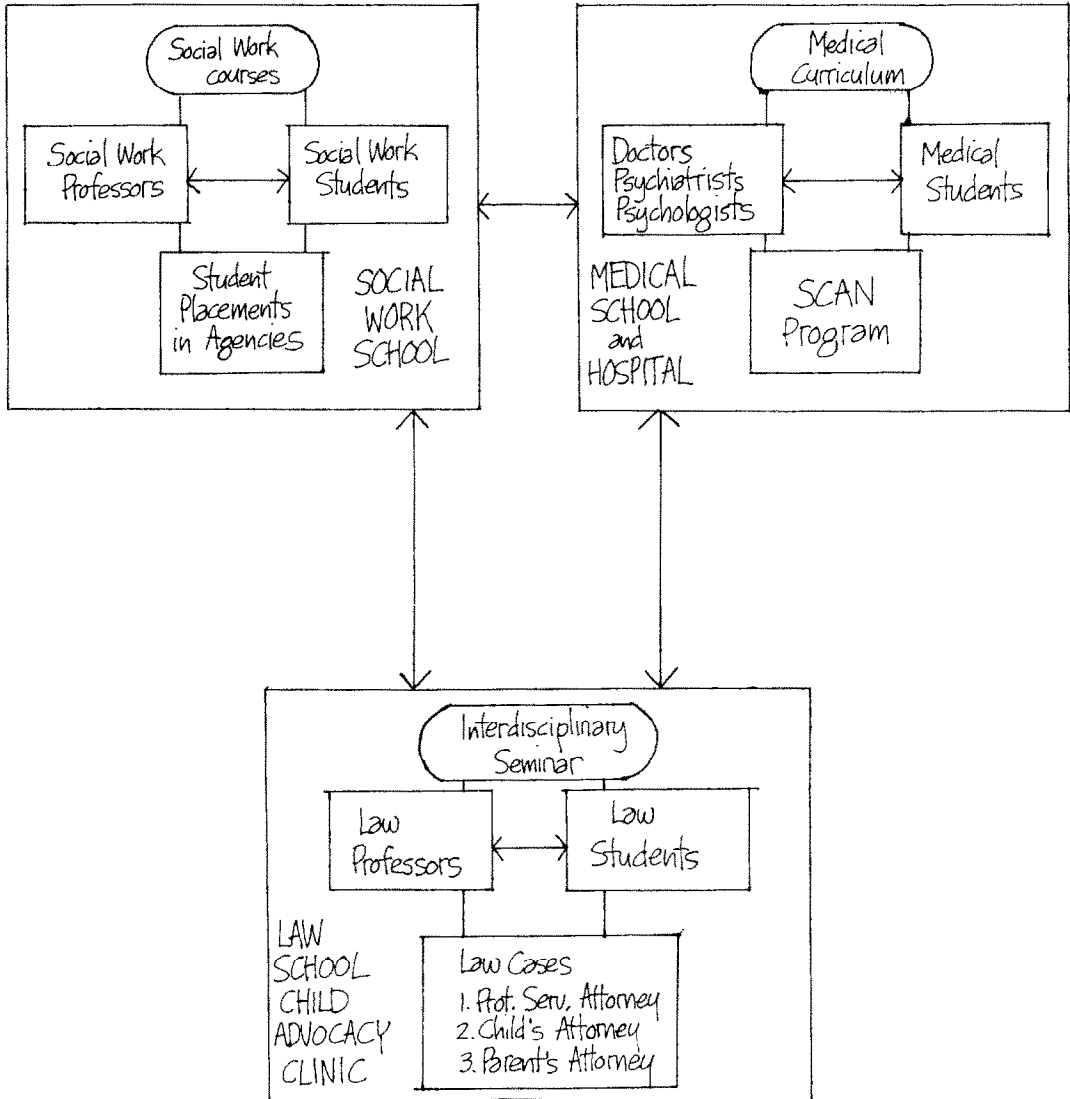 Social Work
courses
Social Work
Professors
Social Work
Students
Student
Placements
in Agencies
SOCIAL
WORK
SCHOOL
Medical
Curriculum
Doctors
Psychiatrists
Psychologists
Medical
Students
MEDICAL
SCHOOL
and
HOSPITAL
SCAN
Program
Interdisciplinary
Seminar
Law
Professors
Law
Students
LAW
SCHOOL
CHILD
ADVOCACY
CLINIC
Law Cases
1. Prot. Serv. Attorney
2. Child's Attorney
3. Parent's Attorney